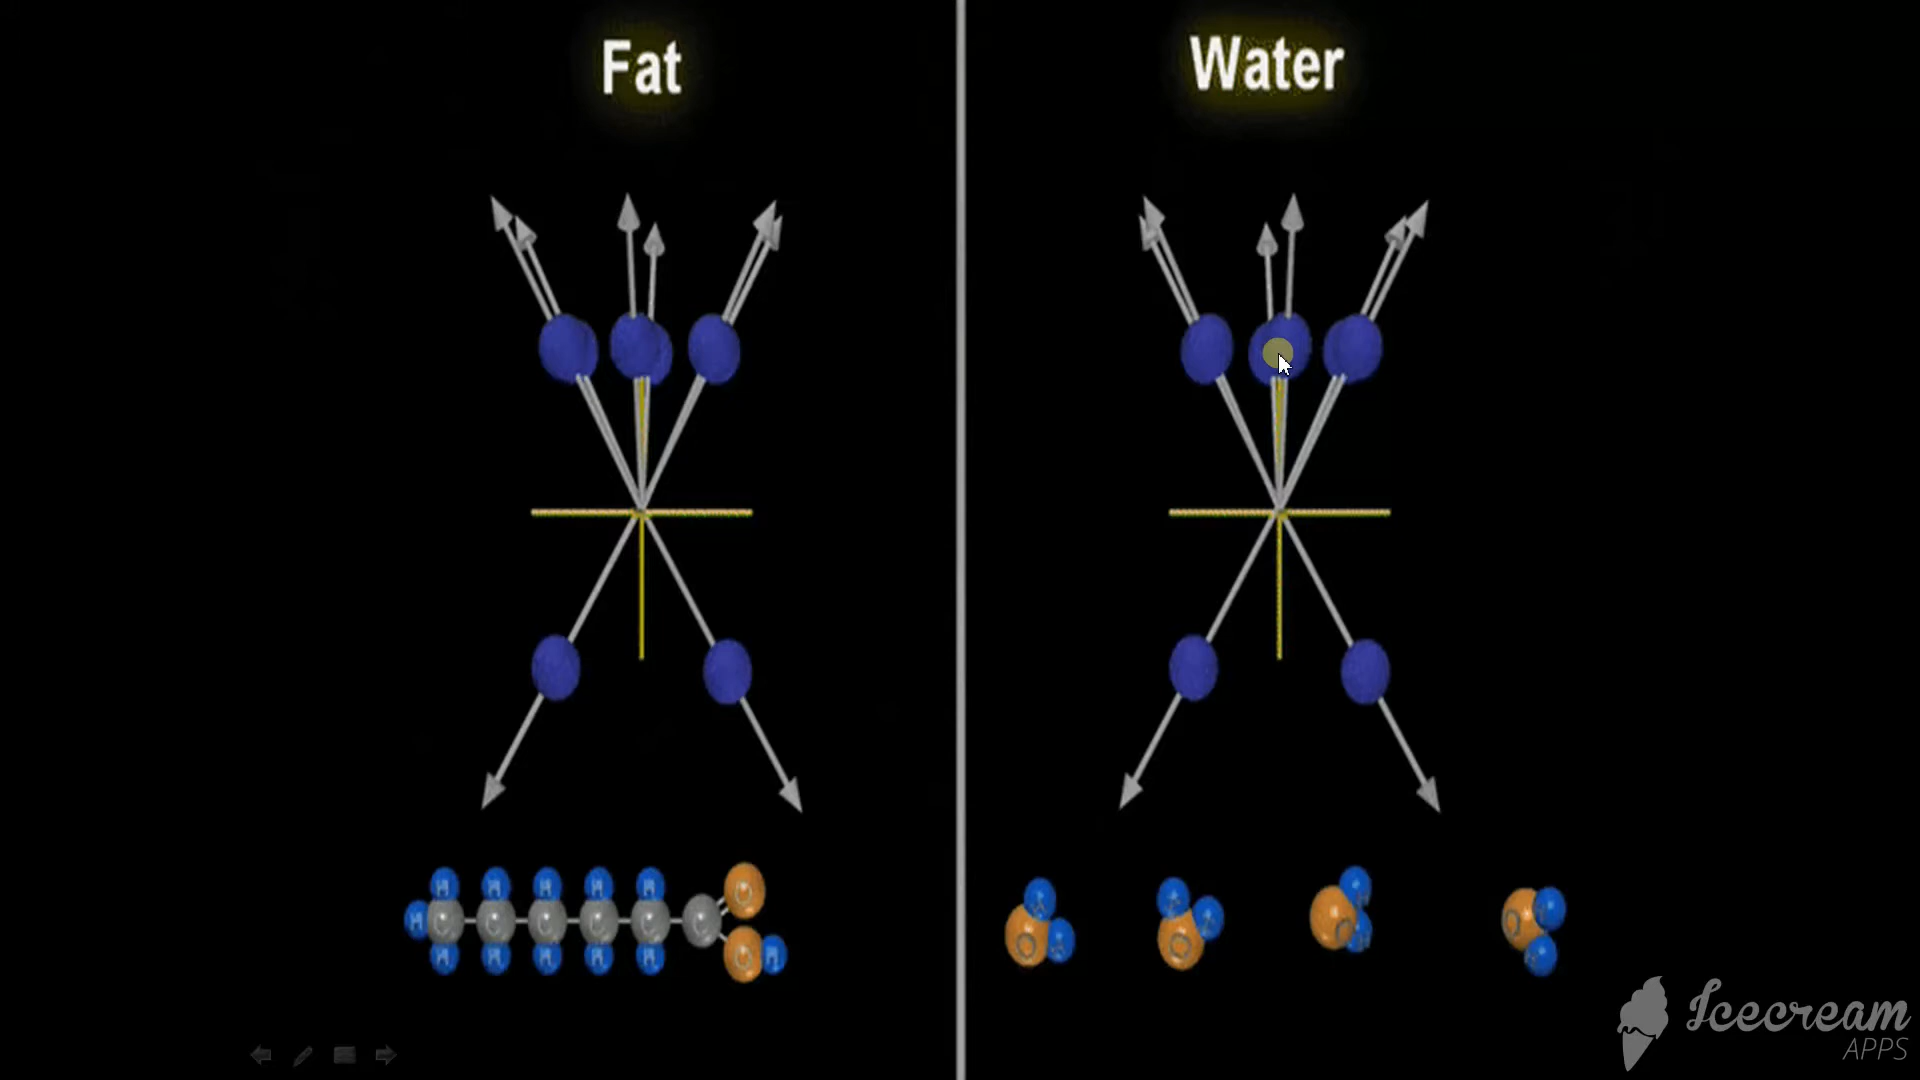 Fat
Water
H H H H H
H C C C C C C O
H H H H H O H
O
O
O
Icecream
APPS